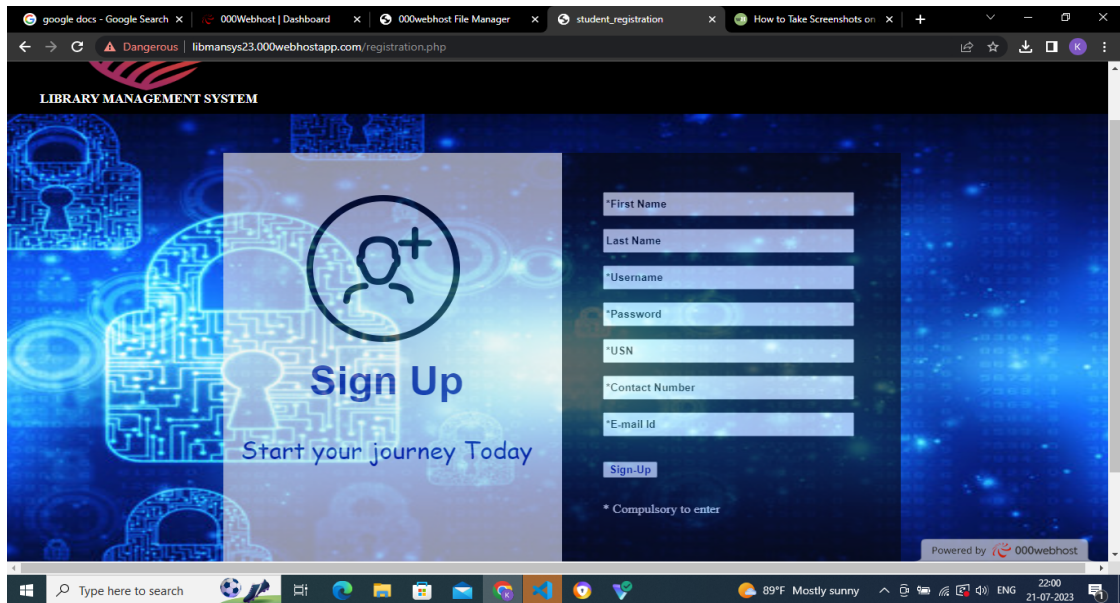 google docs - Google Search
000Webhost | Dashboard
000webhost File Manager
student_registration
How to Take Screenshots on
Dangerous
libmansys23.000webhostapp.com/registration.php
K
LIBRARY MANAGEMENT SYSTEM
Sign Up
Start your journey Today
*First Name
Last Name
*Username
*Password
*USN
*Contact Number
*E-mail Id
Sign-Up
* Compulsory to enter
Powered by 000webhost
Type here to search
89°F Mostly sunny
ENG
22:00
21-07-2023